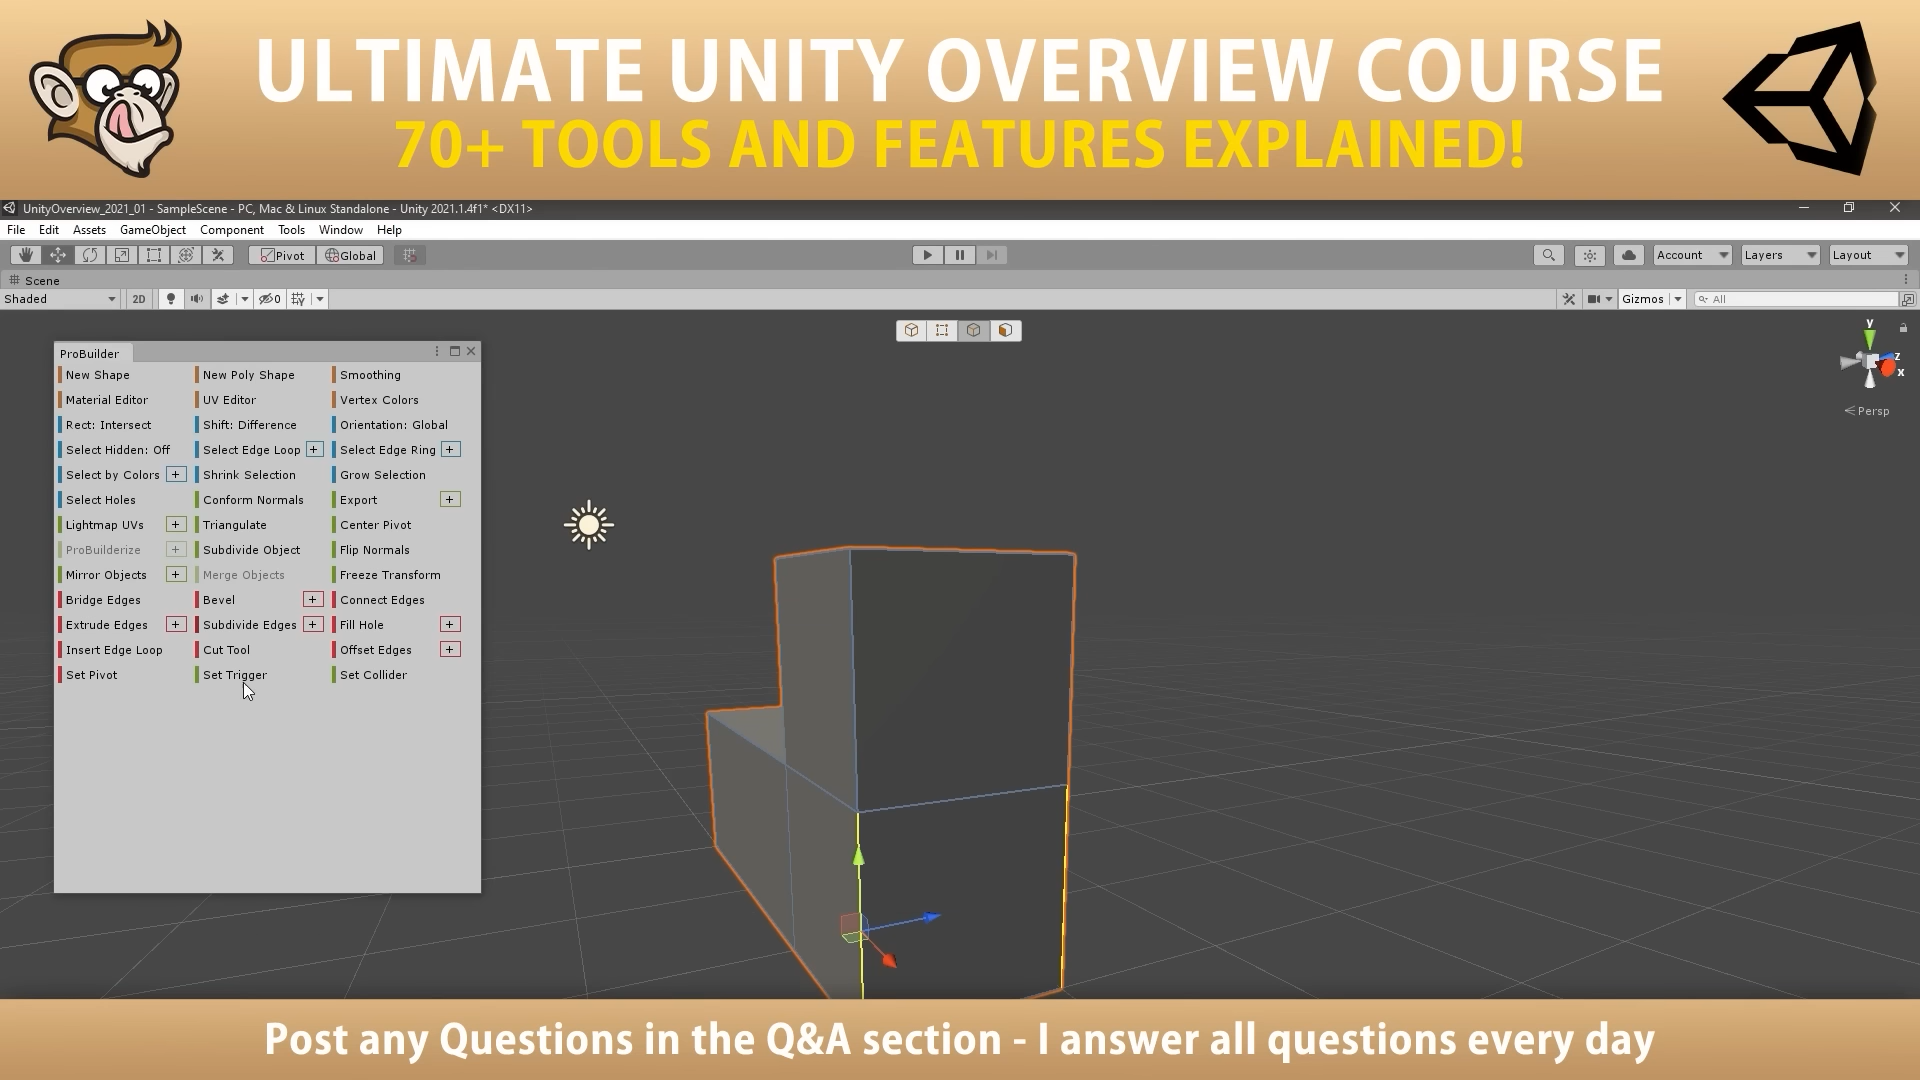 ULTIMATE UNITY OVERVIEW COURSE
70+ TOOLS AND FEATURES EXPLAINED!
UnityOverview_2021_01 - SampleScene - PC, Mac & Linux Standalone - Unity 2021.1.4f1* <DX11>
File Edit Assets GameObject Component Tools Window Help
Pivot Global Account Layers Layout
Scene
Shaded 2D 0 Gizmos All
y
z
x
Persp
ProBuilder
New Shape New Poly Shape Smoothing
Material Editor UV Editor Vertex Colors
Rect: Intersect Shift: Difference Orientation: Global
Select Hidden: Off Select Edge Loop + Select Edge Ring +
Select by Colors + Shrink Selection Grow Selection
Select Holes Conform Normals Export +
Lightmap UVs + Triangulate Center Pivot
ProBuilderize + Subdivide Object Flip Normals
Mirror Objects + Merge Objects Freeze Transform
Bridge Edges Bevel + Connect Edges
Extrude Edges + Subdivide Edges + Fill Hole +
Insert Edge Loop Cut Tool Offset Edges +
Set Pivot Set Trigger Set Collider
Post any Questions in the Q&A section - I answer all questions every day